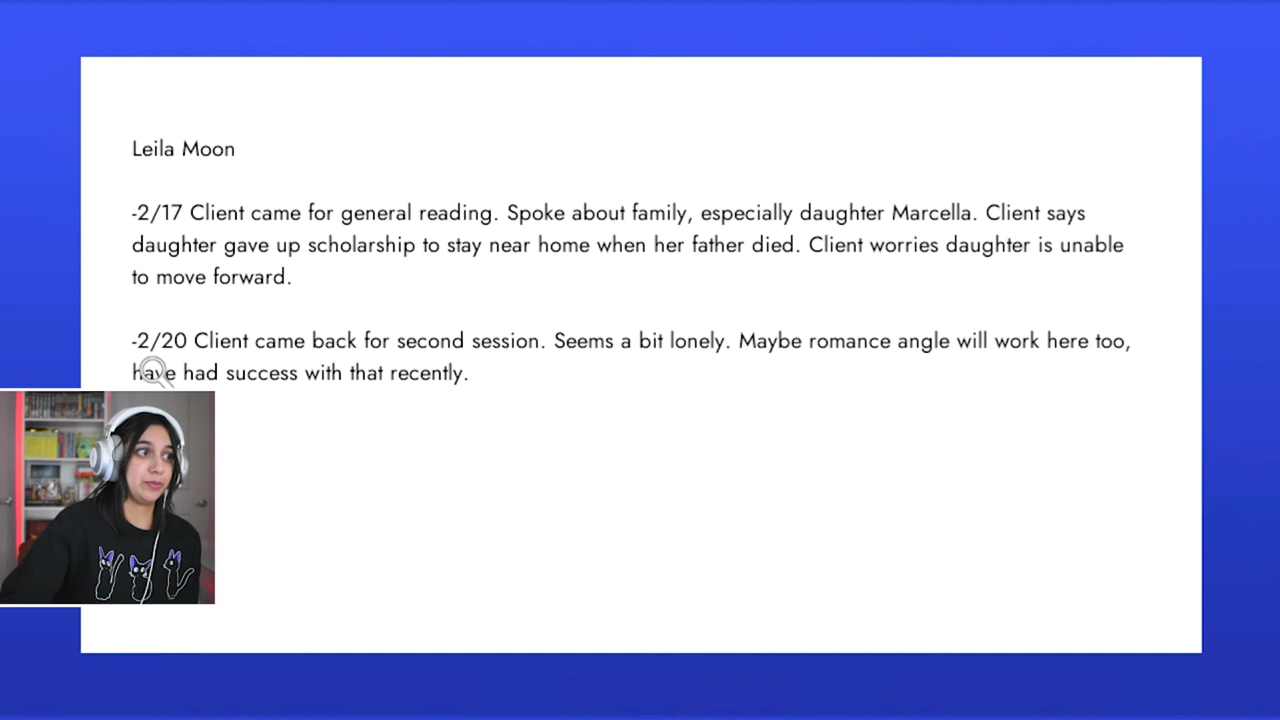 Leila Moon
-2/17 Client came for general reading. Spoke about family, especially daughter Marcella. Client says
daughter gave up scholarship to stay near home when her father died. Client worries daughter is unable
to move forward.
-2/20 Client came back for second session. Seems a bit lonely. Maybe romance angle will work here too,
have had success with that recently.